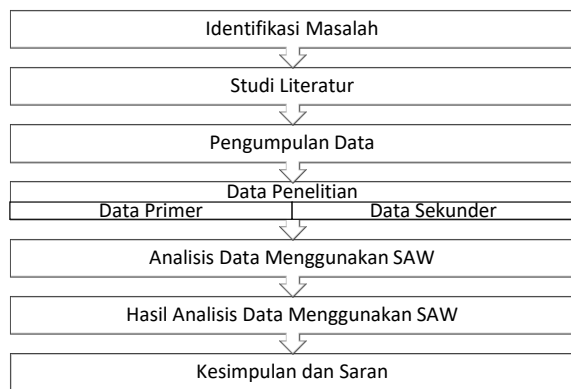 Identifikasi Masalah
Studi Literatur
Pengumpulan Data
Data Penelitian
Data Primer
Data Sekunder
Analisis Data Menggunakan SAW
Hasil Analisis Data Menggunakan SAW
Kesimpulan dan Saran